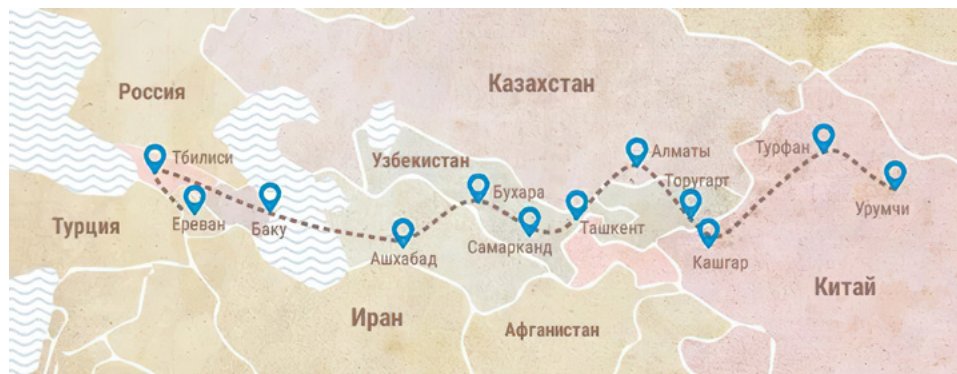 Казахстан
Россия
Турфан
Алматы
Тбилиси
Узбекистан
Торугарт
Бухара
Урумчи
Ереван
Турция
Баку
Ташкент
Самарканд
Ашхабад
Кашгар
Китай
Иран
Афганистан